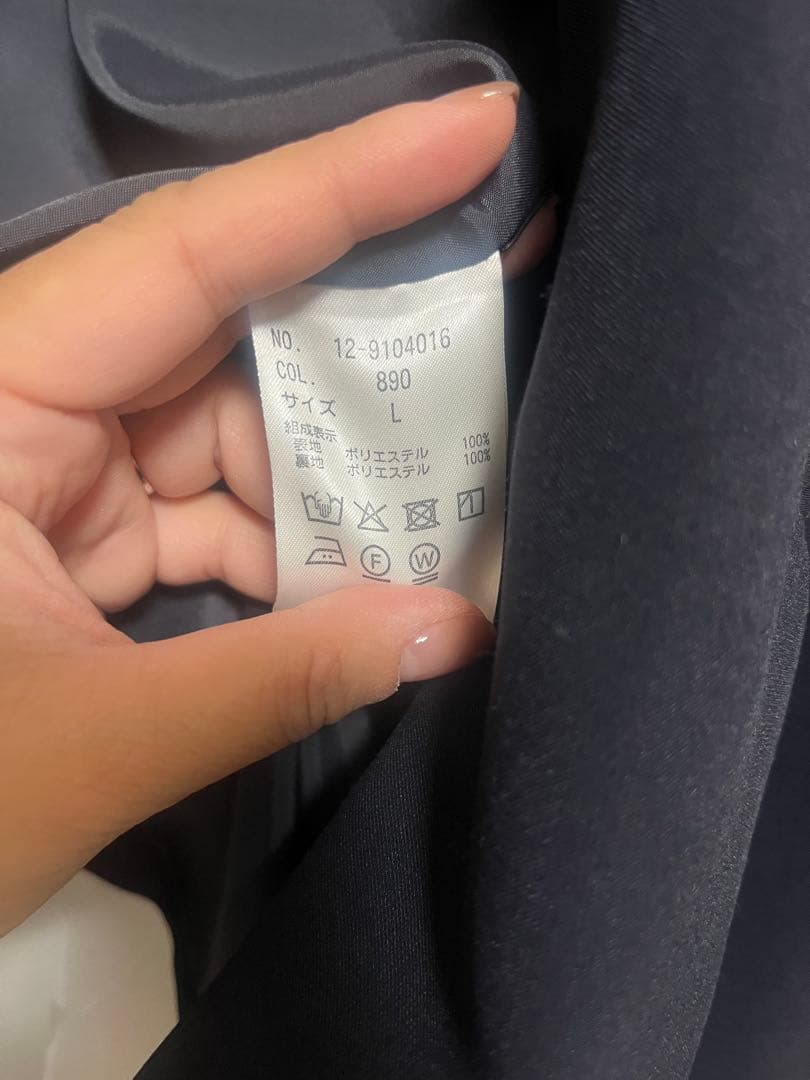 NO. 12-9104016
COL. 890
サイズ L
組成表示
表地 ポリエステル 100%
裏地 ポリエステル 100%
F W